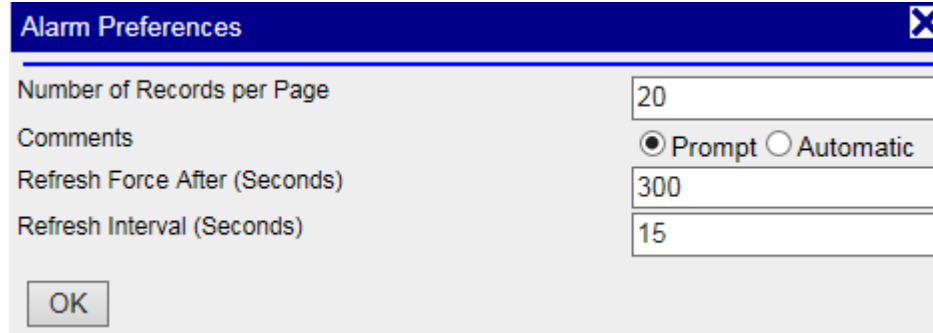 Alarm Preferences
Number of Records per Page 20
Comments Prompt Automatic
Refresh Force After (Seconds) 300
Refresh Interval (Seconds) 15
OK